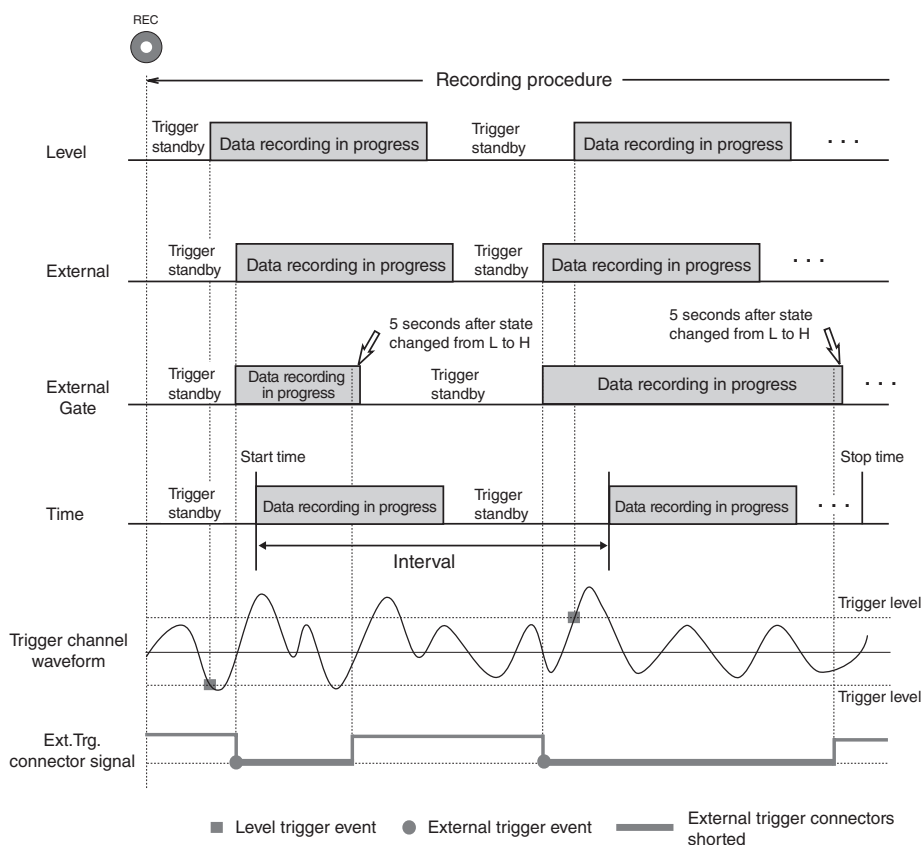 REC
Recording procedure
Level
Trigger
standby
Data recording in progress
Trigger
standby
Data recording in progress
. . .
External
Trigger
standby
Data recording in progress
Trigger
standby
Data recording in progress
. . .
5 seconds after state
changed from L to H
5 seconds after state
changed from L to H
External
Gate
Trigger
standby
Data recording
in progress
Trigger
standby
Data recording in progress
. . .
Start time
Stop time
Time
Trigger
standby
Data recording in progress
Trigger
standby
Data recording in progress
. . .
Interval
Trigger level
Trigger channel
waveform
Trigger level
Ext.Trg.
connector signal
Level trigger event
External trigger event
External trigger connectors
shorted